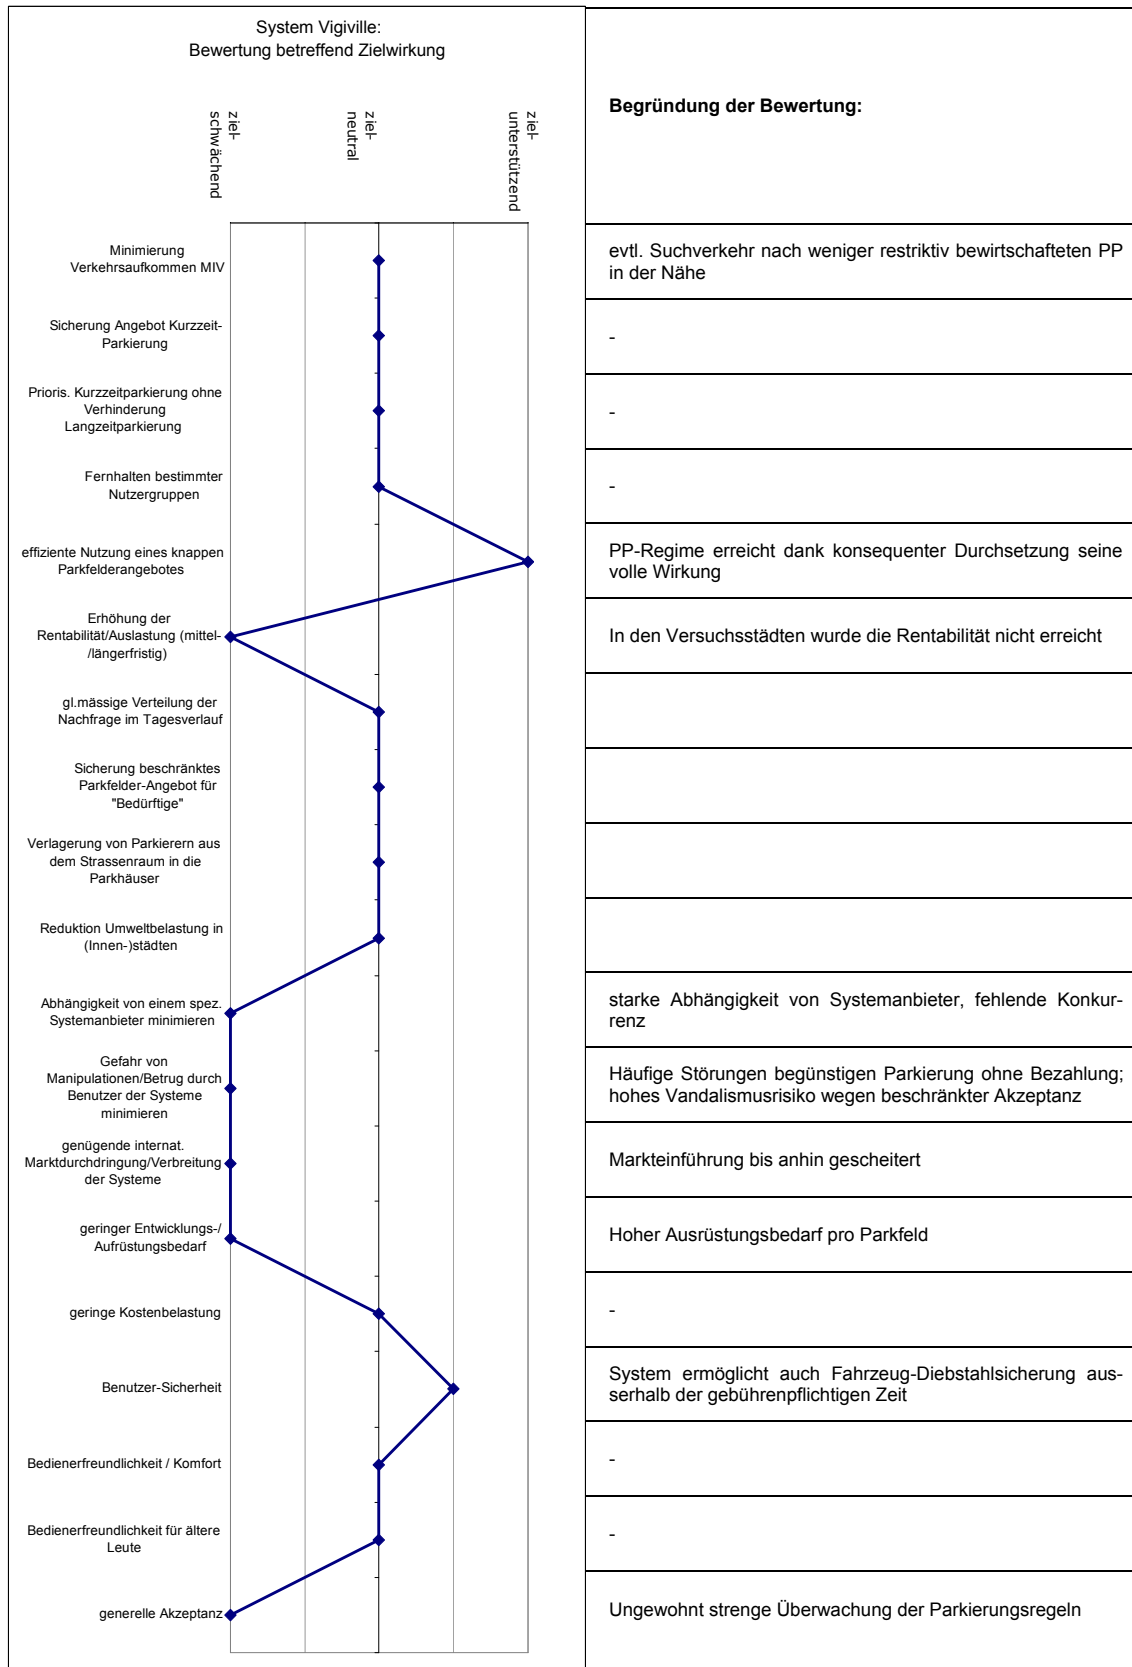 System Vigiville:
Bewertung betreffend Zielwirkung
Begründung der Bewertung:
ziel-
schwächend
ziel-
neutral
ziel-
unterstützend
Minimierung
Verkehrsaufkommen MIV
evtl. Suchverkehr nach weniger restriktiv bewirtschafteten PP
in der Nähe
Sicherung Angebot Kurzzeit-
Parkierung
-
Prioris. Kurzzeitparkierung ohne
Verhinderung
Langzeitparkierung
-
Fernhalten bestimmter
Nutzergruppen
-
effiziente Nutzung eines knappen
Parkfelderangebotes
PP-Regime erreicht dank konsequenter Durchsetzung seine
volle Wirkung
Erhöhung der
Rentabilität/Auslastung (mittel-
/längerfristig)
In den Versuchsstädten wurde die Rentabilität nicht erreicht
gl.mässige Verteilung der
Nachfrage im Tagesverlauf
Sicherung beschränktes
Parkfelder-Angebot für
"Bedürftige"
Verlagerung von Parkierern aus
dem Strassenraum in die
Parkhäuser
Reduktion Umweltbelastung in
(Innen-)städten
Abhängigkeit von einem spez.
Systemanbieter minimieren
starke Abhängigkeit von Systemanbieter, fehlende Konkur-
renz
Gefahr von
Manipulationen/Betrug durch
Benutzer der Systeme
minimieren
Häufige Störungen begünstigen Parkierung ohne Bezahlung;
hohes Vandalismusrisiko wegen beschränkter Akzeptanz
genügende internat.
Marktdurchdringung/Verbreitung
der Systeme
Markteinführung bis anhin gescheitert
geringer Entwicklungs-/
Aufrüstungsbedarf
Hoher Ausrüstungsbedarf pro Parkfeld
geringe Kostenbelastung
-
Benutzer-Sicherheit
System ermöglicht auch Fahrzeug-Diebstahlsicherung aus-
serhalb der gebührenpflichtigen Zeit
Bedienerfreundlichkeit / Komfort
-
Bedienerfreundlichkeit für ältere
Leute
-
generelle Akzeptanz
Ungewohnt strenge Überwachung der Parkierungsregeln